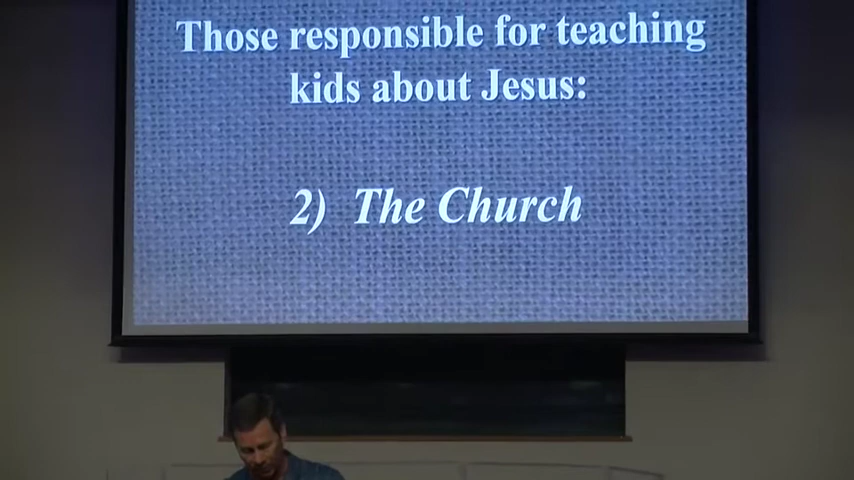 Those responsible for teaching
kids about Jesus:
2) The Church